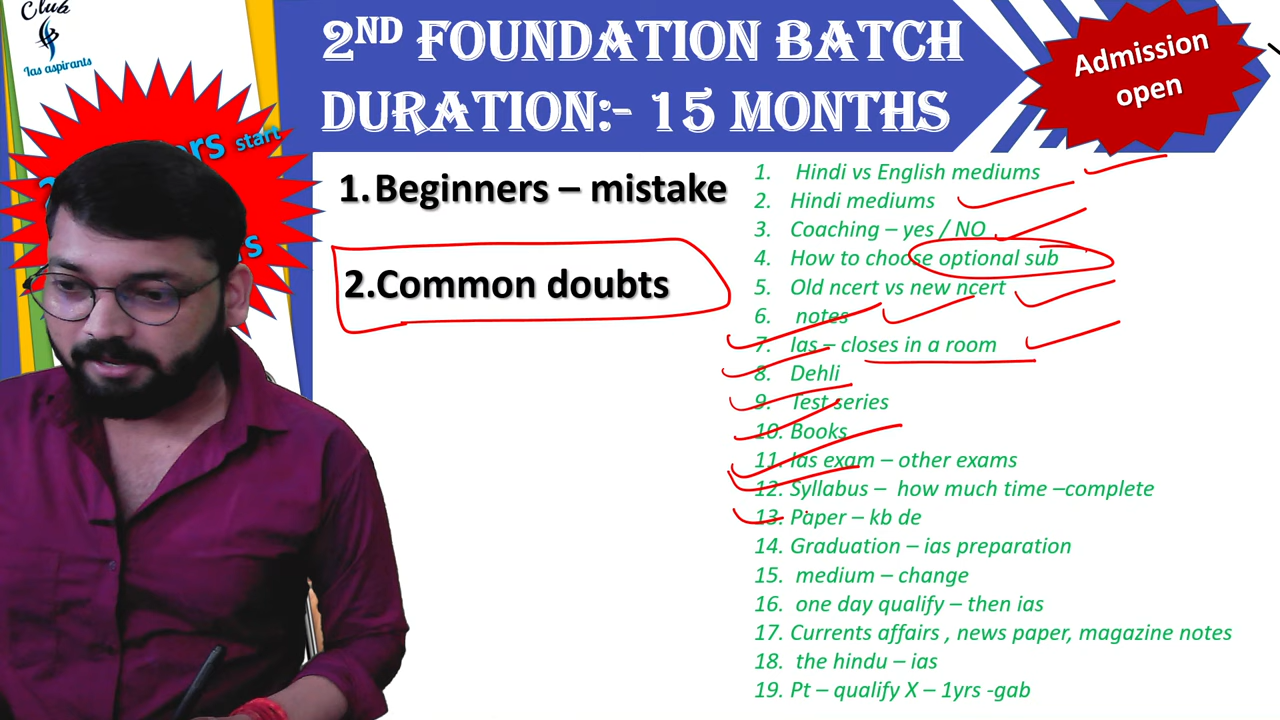 Club
Ias aspirants
2ND FOUNDATION BATCH
DURATION:- 15 MONTHS
Admission
open
start
1. Beginners – mistake
2.Common doubts
1. Hindi vs English mediums
2. Hindi mediums
3. Coaching – yes / NO
4. How to choose optional sub
5. Old ncert vs new ncert
6. notes
7. Ias – closes in a room
8. Dehli
9. Test series
10. Books
11. Ias exam – other exams
12. Syllabus – how much time –complete
13. Paper – kb de
14. Graduation – ias preparation
15. medium – change
16. one day qualify – then ias
17. Currents affairs , news paper, magazine notes
18. the hindu – ias
19. Pt – qualify X – 1yrs -gab